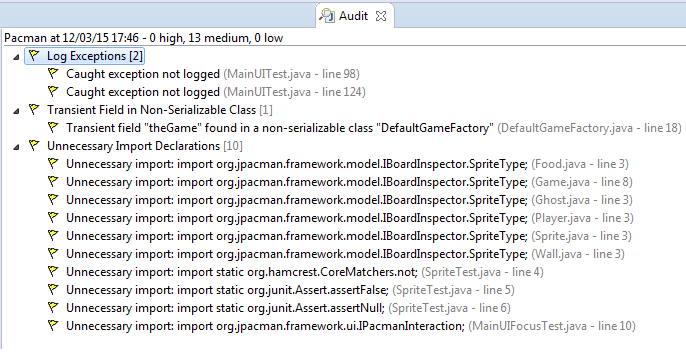 Audit
Pacman at 12/03/15 17:46 - 0 high, 13 medium, 0 low
Log Exceptions [2]
Caught exception not logged (MainUITest.java - line 98)
Caught exception not logged (MainUITest.java - line 124)
Transient Field in Non-Serializable Class [1]
Transient field "theGame" found in a non-serializable class "DefaultGameFactory" (DefaultGameFactory.java - line 18)
Unnecessary Import Declarations [10]
Unnecessary import: import org.jpacman.framework.model.IBoardInspector.SpriteType; (Food.java - line 3)
Unnecessary import: import org.jpacman.framework.model.IBoardInspector.SpriteType; (Game.java - line 8)
Unnecessary import: import org.jpacman.framework.model.IBoardInspector.SpriteType; (Ghost.java - line 3)
Unnecessary import: import org.jpacman.framework.model.IBoardInspector.SpriteType; (Player.java - line 3)
Unnecessary import: import org.jpacman.framework.model.IBoardInspector.SpriteType; (Sprite.java - line 3)
Unnecessary import: import org.jpacman.framework.model.IBoardInspector.SpriteType; (Wall.java - line 3)
Unnecessary import: import static org.hamcrest.CoreMatchers.not; (SpriteTest.java - line 4)
Unnecessary import: import static org.junit.Assert.assertFalse; (SpriteTest.java - line 5)
Unnecessary import: import static org.junit.Assert.assertNull; (SpriteTest.java - line 6)
Unnecessary import: import org.jpacman.framework.ui.IPacmanInteraction; (MainUIFocusTest.java - line 10)